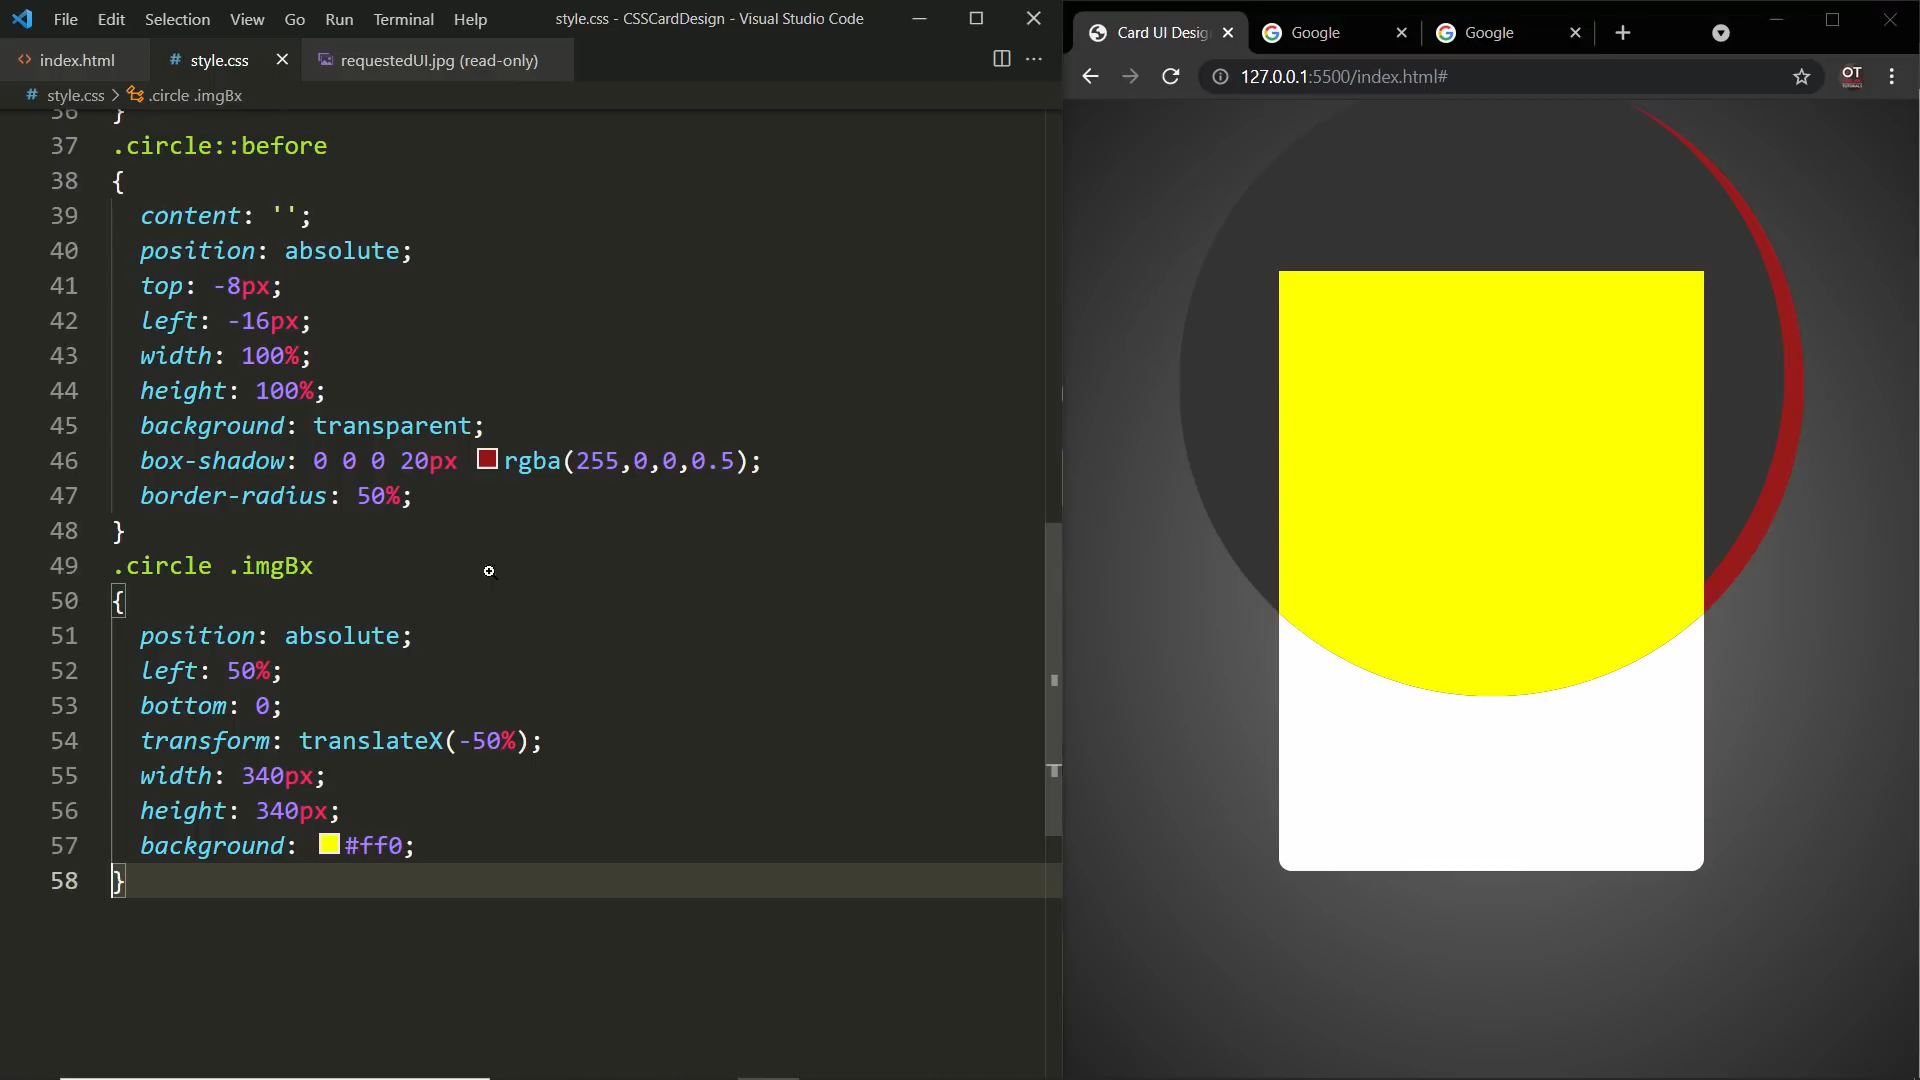 File Edit Selection View Go Run Terminal Help style.css - CSSCardDesign - Visual Studio Code
index.html style.css requestedUI.jpg (read-only)
style.css > .circle .imgBx
36 }
37 .circle::before
38 {
39 content: '';
40 position: absolute;
41 top: -8px;
42 left: -16px;
43 width: 100%;
44 height: 100%;
45 background: transparent;
46 box-shadow: 0 0 0 20px rgba(255,0,0,0.5);
47 border-radius: 50%;
48 }
49 .circle .imgBx
50 {
51 position: absolute;
52 left: 50%;
53 bottom: 0;
54 transform: translateX(-50%);
55 width: 340px;
56 height: 340px;
57 background: #ff0;
58 }
Card UI Desig Google Google
127.0.0.1:5500/index.html#
OT